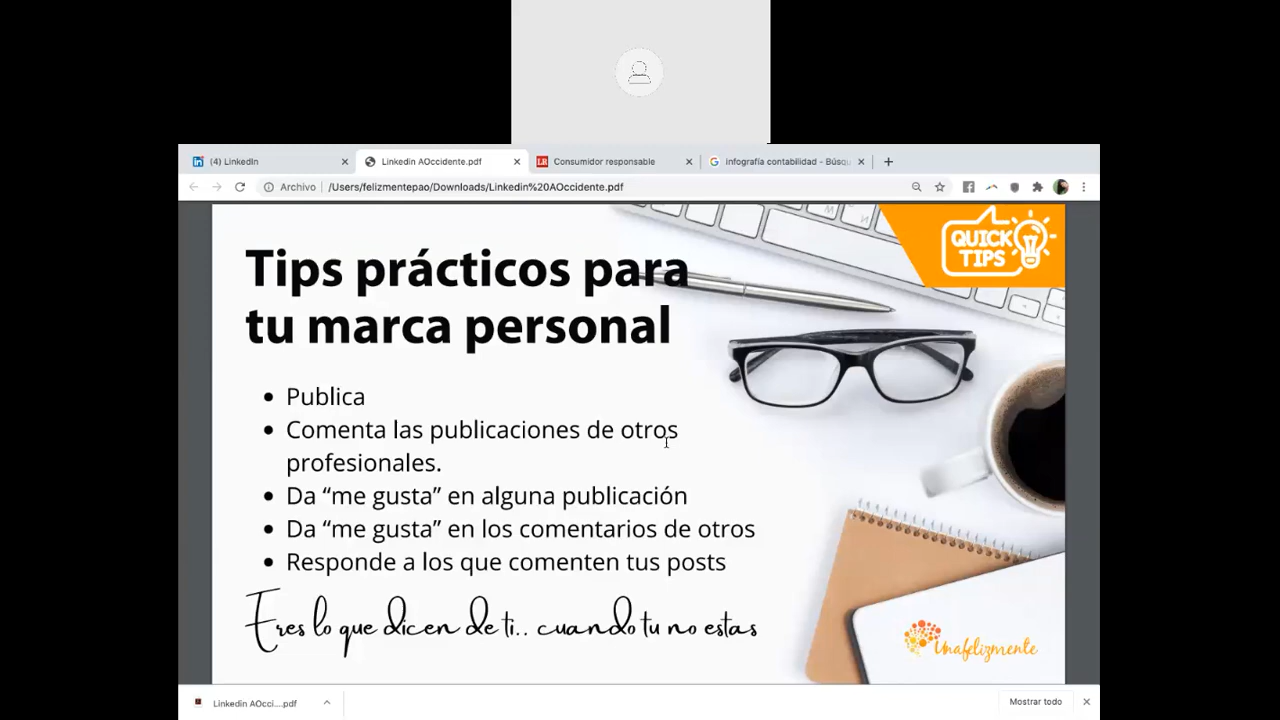 (4) LinkedIn
Linkedin AOccidente.pdf
Consumidor responsable
infografía contabilidad - Búsqu
Archivo
/Users/felizmentepao/Downloads/Linkedin%20AOccidente.pdf
QUICK
TIPS
Tips prácticos para
tu marca personal
Publica
Comenta las publicaciones de otros
profesionales.
Da “me gusta” en alguna publicación
Da “me gusta” en los comentarios de otros
Responde a los que comenten tus posts
Eres lo que dicen de ti.. cuando tu no estas
Unafelizmente
Linkedin AOcci....pdf
Mostrar todo